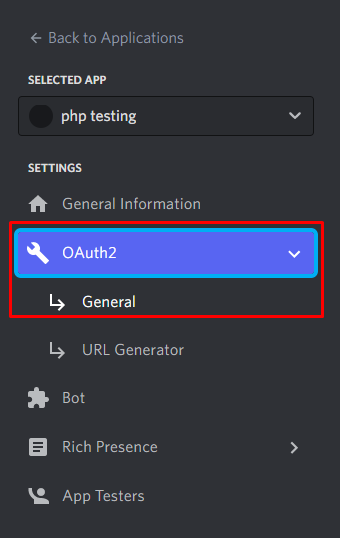 Back to Applications
SELECTED APP
php testing
SETTINGS
General Information
OAuth2
General
URL Generator
Bot
Rich Presence
App Testers